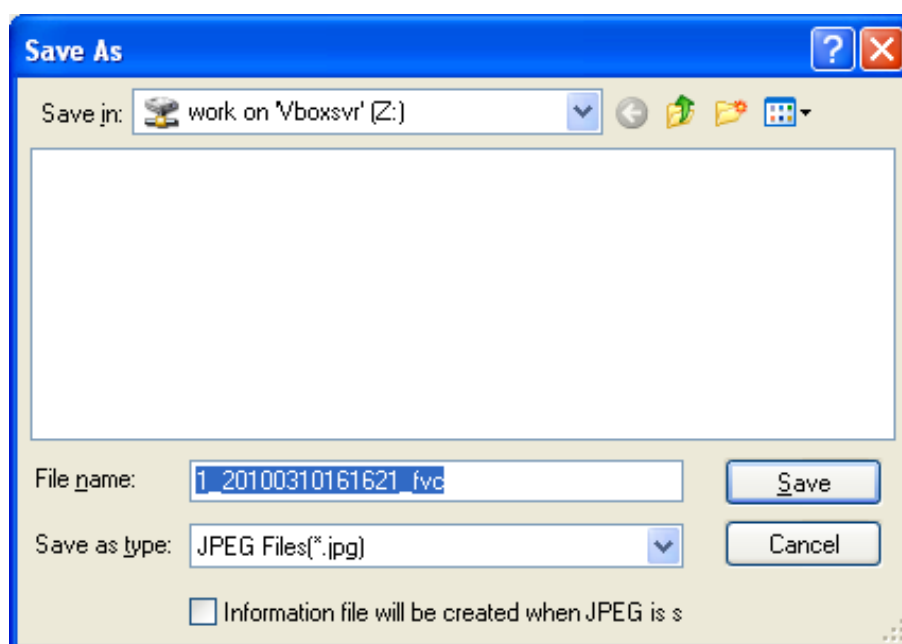 Save As
Save in: work on 'Vboxsvr' (Z:)
File name: 1_20100310161621_fvc Save
Save as type: JPEG Files(*.jpg) Cancel
Information file will be created when JPEG is s